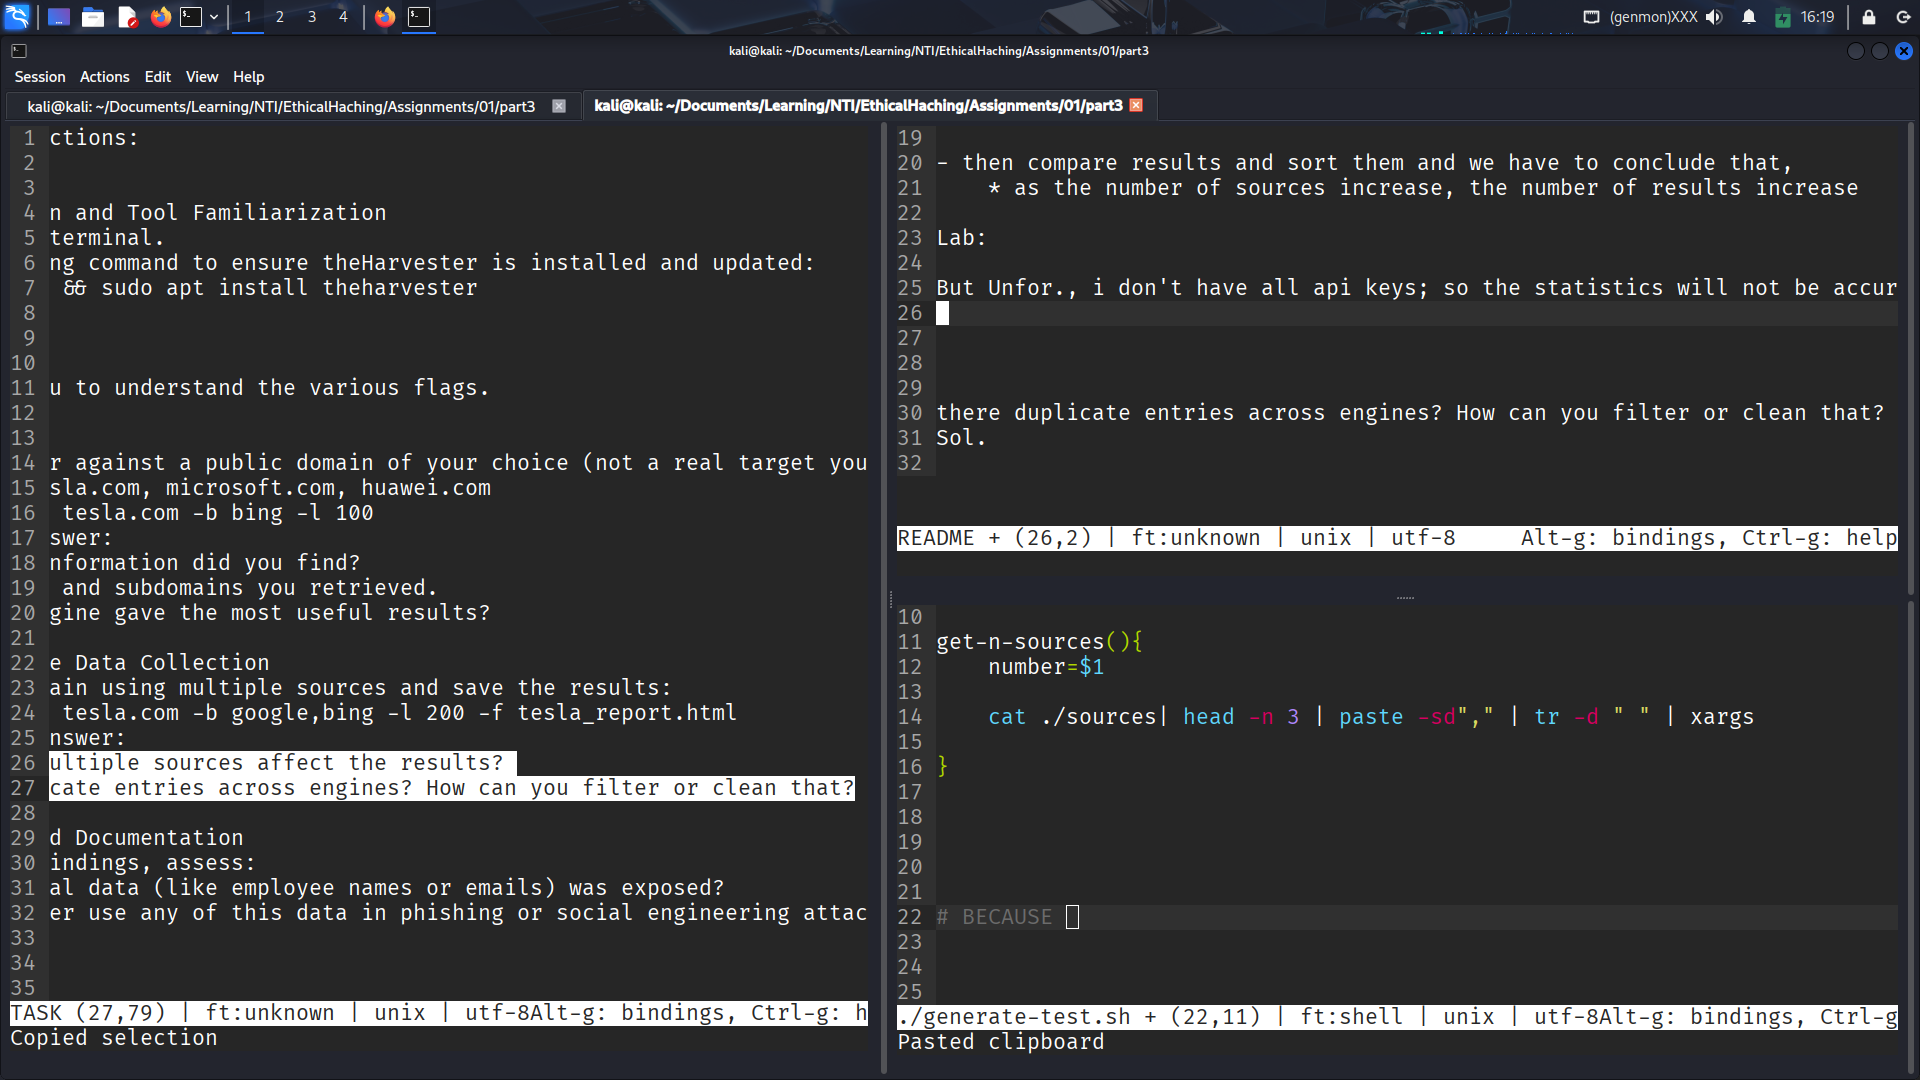 1 2 3 4 (genmon)XXX 16:19
kali@kali: ~/Documents/Learning/NTI/EthicalHaching/Assignments/01/part3
Session Actions Edit View Help
kali@kali: ~/Documents/Learning/NTI/EthicalHaching/Assignments/01/part3
kali@kali: ~/Documents/Learning/NTI/EthicalHaching/Assignments/01/part3
1 ctions:
2
3
4 n and Tool Familiarization
5 terminal.
6 ng command to ensure theHarvester is installed and updated:
7  && sudo apt install theharvester
8
9
10
11 u to understand the various flags.
12
13
14 r against a public domain of your choice (not a real target you
15 sla.com, microsoft.com, huawei.com
16  tesla.com -b bing -l 100
17 swer:
18 nformation did you find?
19  and subdomains you retrieved.
20 gine gave the most useful results?
21
22 e Data Collection
23 ain using multiple sources and save the results:
24  tesla.com -b google,bing -l 200 -f tesla_report.html
25 nswer:
26 ultiple sources affect the results?
27 cate entries across engines? How can you filter or clean that?
28
29 d Documentation
30 indings, assess:
31 al data (like employee names or emails) was exposed?
32 er use any of this data in phishing or social engineering attac
33
34
35
TASK (27,79) | ft:unknown | unix | utf-8Alt-g: bindings, Ctrl-g: h
Copied selection
19
20 - then compare results and sort them and we have to conclude that,
21     * as the number of sources increase, the number of results increase
22
23 Lab:
24
25 But Unfor., i don't have all api keys; so the statistics will not be accur
26
27
28
29
30 there duplicate entries across engines? How can you filter or clean that?
31 Sol.
32
README + (26,2) | ft:unknown | unix | utf-8     Alt-g: bindings, Ctrl-g: help
10
11 get-n-sources(){
12     number=$1
13
14     cat ./sources| head -n 3 | paste -sd"," | tr -d " " | xargs
15
16 }
17
18
19
20
21
22 # BECAUSE
23
24
25
./generate-test.sh + (22,11) | ft:shell | unix | utf-8Alt-g: bindings, Ctrl-g
Pasted clipboard